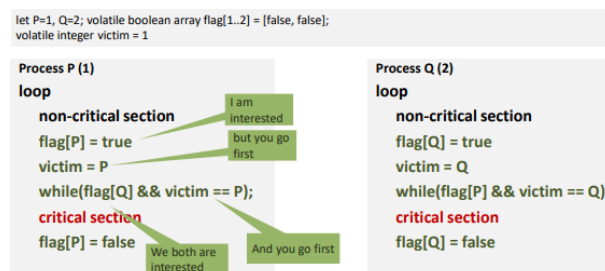 let P=1, Q=2; volatile boolean array flag[1..2] = [false, false];
volatile integer victim = 1
Process P (1)
loop
non-critical section
flag[P] = true
victim = P
while(flag[Q] && victim == P);
critical section
flag[P] = false
I am
interested
but you go
first
We both are
interested
And you go first
Process Q (2)
loop
non-critical section
flag[Q] = true
victim = Q
while(flag[P] && victim == Q)
critical section
flag[Q] = false